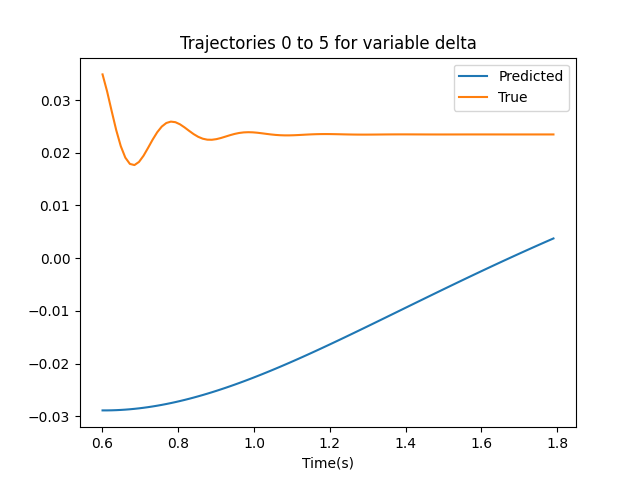 Trajectories 0 to 5 for variable delta
Predicted
True
0.03
0.02
0.01
0.00
−0.01
−0.02
−0.03
0.6 0.8 1.0 1.2 1.4 1.6 1.8
Time(s)